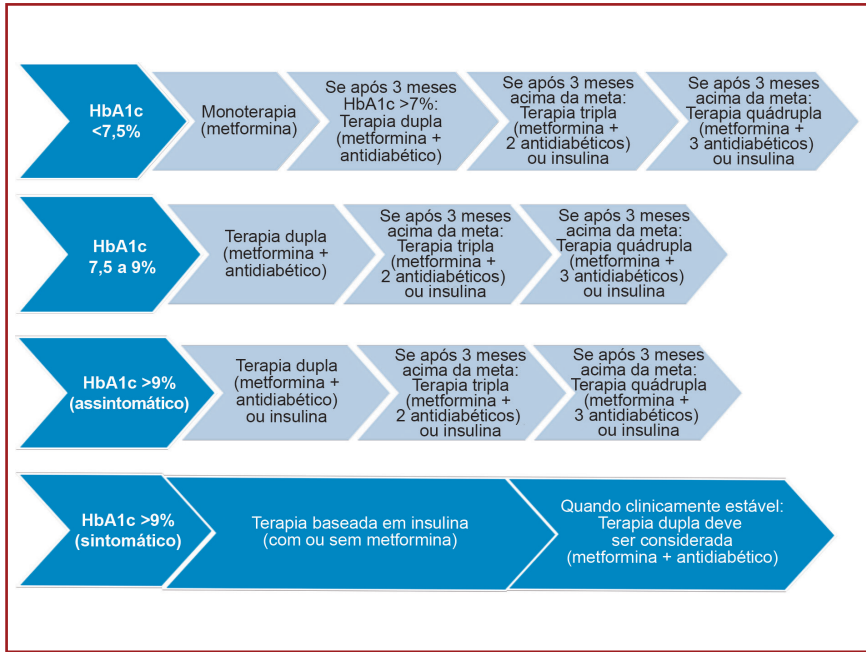 HbA1c
<7,5%
Monoterapia
(metformina)
Se após 3 meses
HbA1c >7%:
Terapia dupla
(metformina +
antidiabético)
Se após 3 meses
acima da meta:
Terapia tripla
(metformina +
2 antidiabéticos)
ou insulina
Se após 3 meses
acima da meta:
Terapia quádrupla
(metformina +
3 antidiabéticos)
ou insulina
HbA1c
7,5 a 9%
Terapia dupla
(metformina +
antidiabético)
Se após 3 meses
acima da meta:
Terapia tripla
(metformina +
2 antidiabéticos)
ou insulina
Se após 3 meses
acima da meta:
Terapia quádrupla
(metformina +
3 antidiabéticos)
ou insulina
HbA1c >9%
(assintomático)
Terapia dupla
(metformina +
antidiabético)
ou insulina
Se após 3 meses
acima da meta:
Terapia tripla
(metformina +
2 antidiabéticos)
ou insulina
Se após 3 meses
acima da meta:
Terapia quádrupla
(metformina +
3 antidiabéticos)
ou insulina
HbA1c >9%
(sintomático)
Terapia baseada em insulina
(com ou sem metformina)
Quando clinicamente estável:
Terapia dupla deve
ser considerada
(metformina + antidiabético)